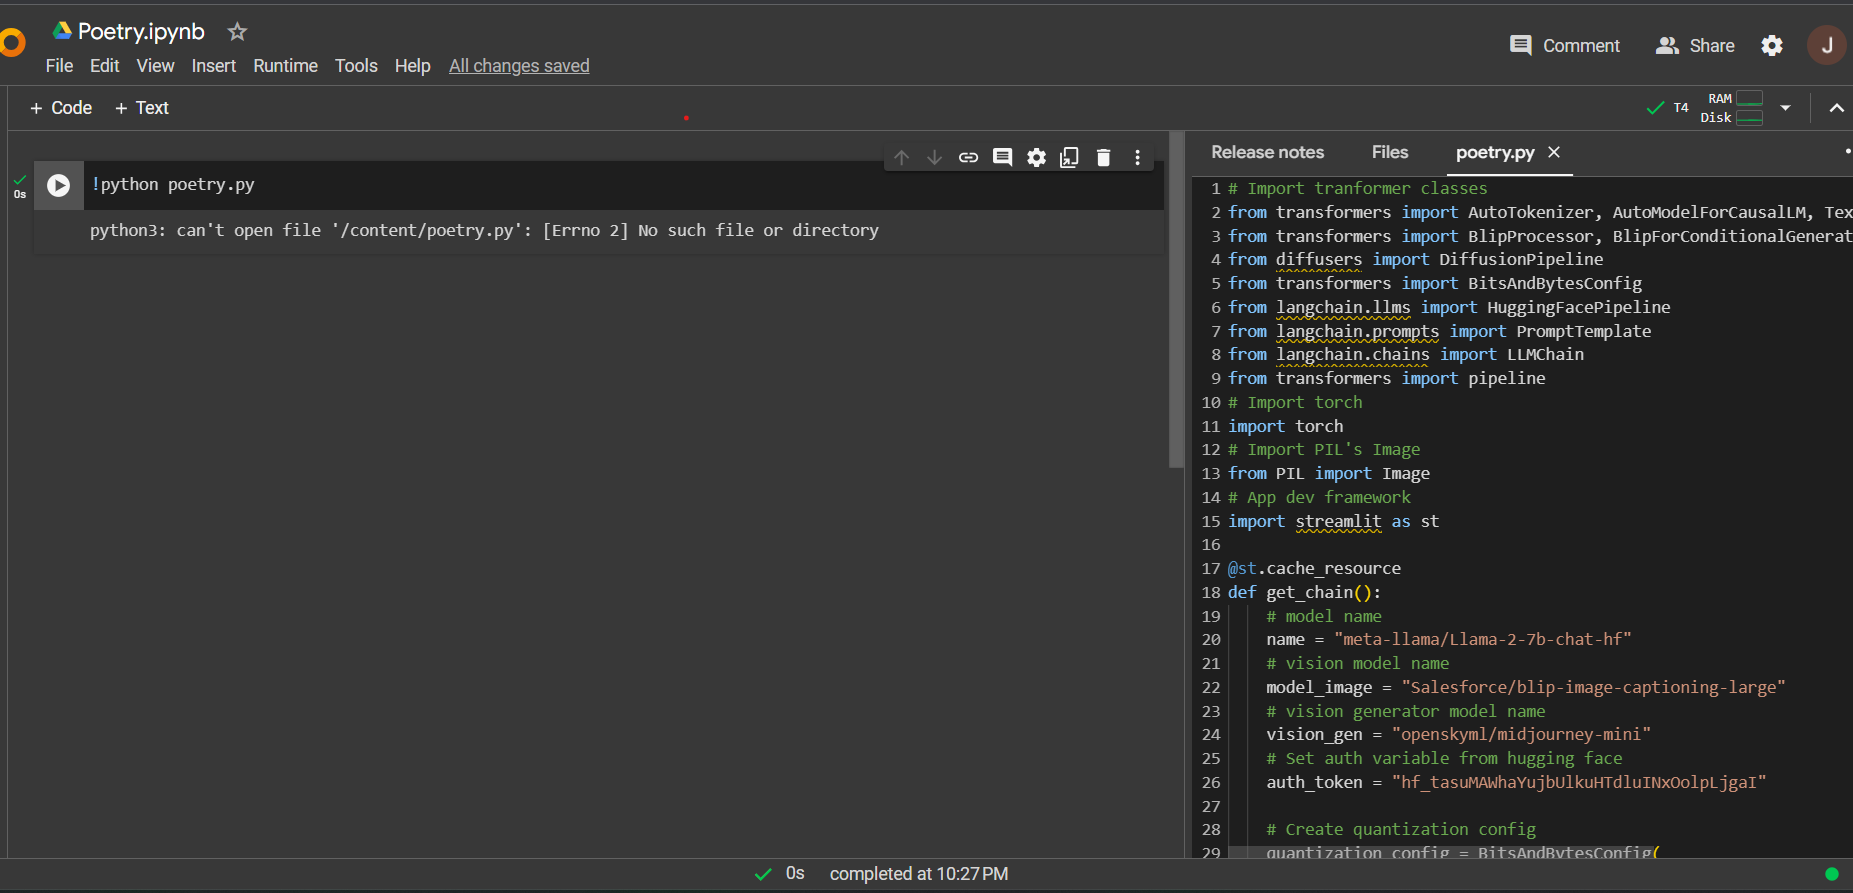 Poetry.ipynb
File Edit View Insert Runtime Tools Help All changes saved
Comment Share J
+ Code + Text
T4 RAM
Disk
0s
!python poetry.py
python3: can't open file '/content/poetry.py': [Errno 2] No such file or directory
Release notes Files poetry.py
1 # Import tranformer classes
2 from transformers import AutoTokenizer, AutoModelForCausalLM, Tex
3 from transformers import BlipProcessor, BlipForConditionalGenerat
4 from diffusers import DiffusionPipeline
5 from transformers import BitsAndBytesConfig
6 from langchain.llms import HuggingFacePipeline
7 from langchain.prompts import PromptTemplate
8 from langchain.chains import LLMChain
9 from transformers import pipeline
10 # Import torch
11 import torch
12 # Import PIL's Image
13 from PIL import Image
14 # App dev framework
15 import streamlit as st
16
17 @st.cache_resource
18 def get_chain():
19 # model name
20 name = "meta-llama/Llama-2-7b-chat-hf"
21 # vision model name
22 model_image = "Salesforce/blip-image-captioning-large"
23 # vision generator model name
24 vision_gen = "openskyml/midjourney-mini"
25 # Set auth variable from hugging face
26 auth_token = "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"
27
28 # Create quantization config
29 quantization_config = BitsAndBytesConfig(
0s completed at 10:27 PM